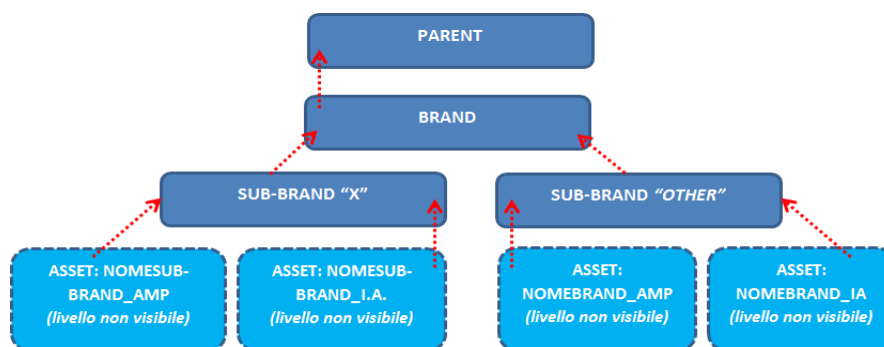 PARENT
BRAND
SUB-BRAND “X”
SUB-BRAND “OTHER”
ASSET: NOMESUB-
BRAND_AMP
(livello non visibile)
ASSET: NOMESUB-
BRAND_I.A.
(livello non visibile)
ASSET:
NOMEBRAND_AMP
(livello non visibile)
ASSET:
NOMEBRAND_IA
(livello non visibile)